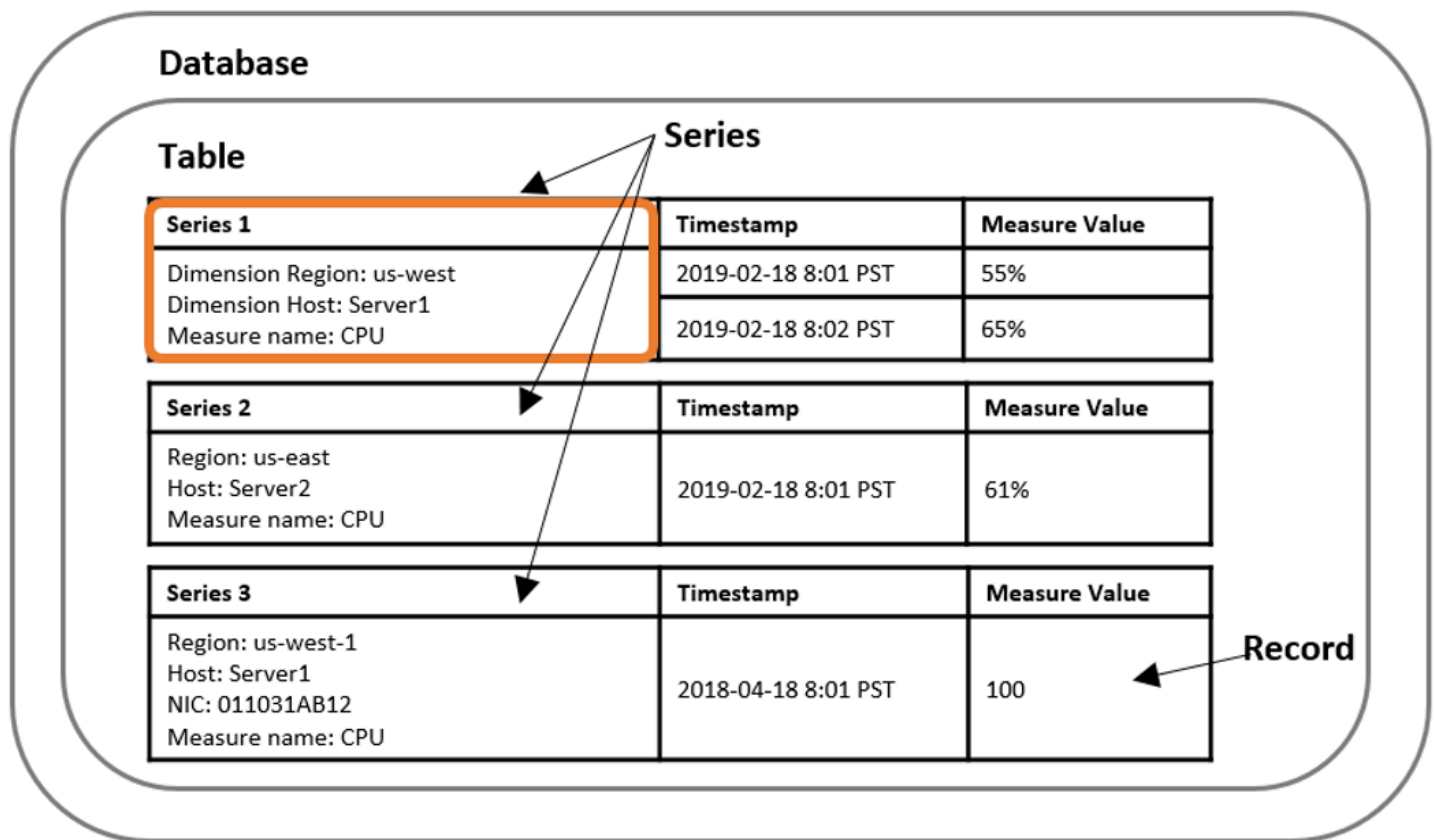 Database
Table
Series
Series 1
Timestamp
Measure Value
Dimension Region: us-west
Dimension Host: Server1
Measure name: CPU
2019-02-18 8:01 PST
55%
2019-02-18 8:02 PST
65%
Series 2
Timestamp
Measure Value
Region: us-east
Host: Server2
Measure name: CPU
2019-02-18 8:01 PST
61%
Series 3
Timestamp
Measure Value
Region: us-west-1
Host: Server1
NIC: 011031AB12
Measure name: CPU
2018-04-18 8:01 PST
100
Record